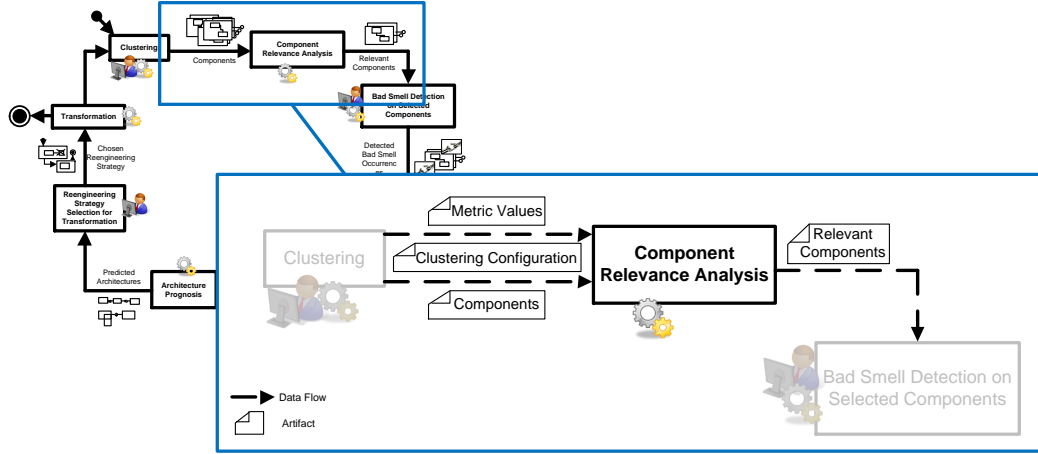 Clustering
Components
Component
Relevance Analysis
Relevant
Components
Bad Smell Detection
on Selected
Components
Transformation
Chosen
Reengineering
Strategy
Detected
Bad Smell
Occurrenc
Reengineering
Strategy
Selection for
Transformation
Predicted
Architectures
Architecture
Prognosis
Metric Values
Clustering
Clustering Configuration
Components
Component
Relevance Analysis
Relevant
Components
Bad Smell Detection on
Selected Components
Data Flow
Artifact